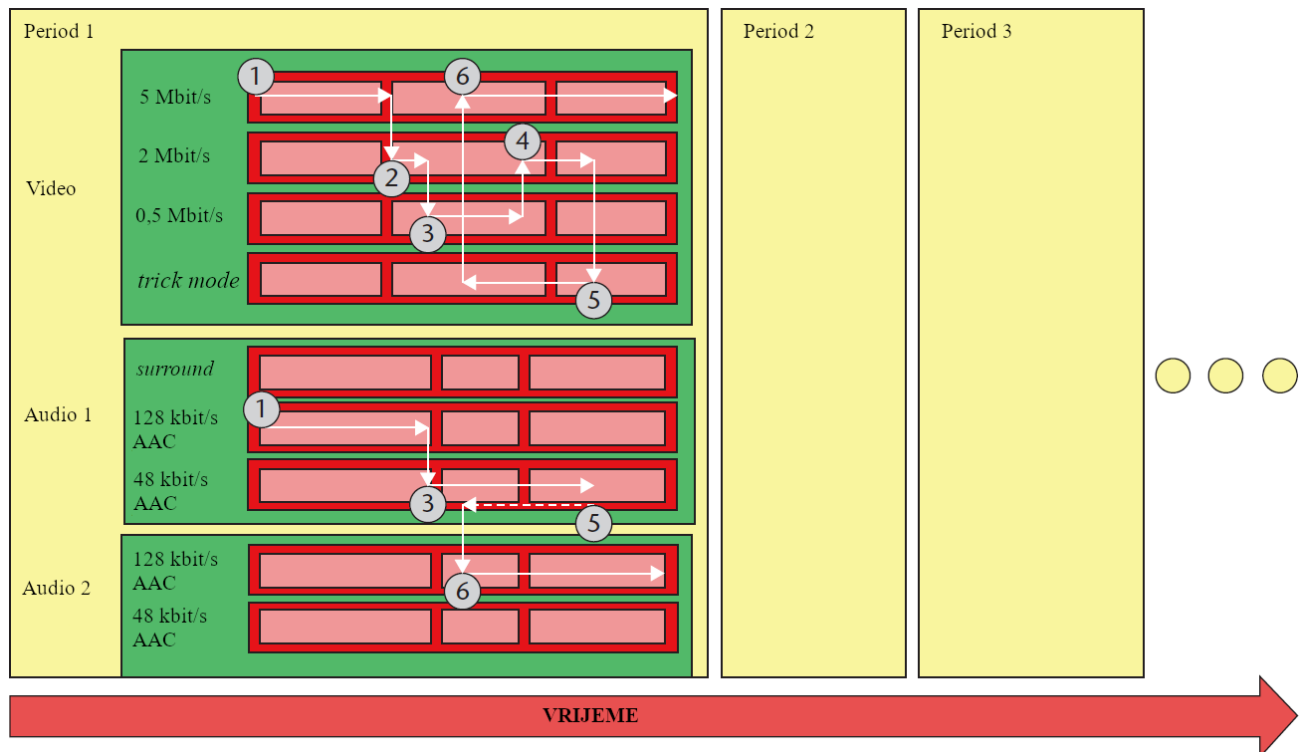 Period 1
Period 2
Period 3
1
6
5 Mbit/s
4
2 Mbit/s
2
Video
0,5 Mbit/s
3
trick mode
5
surround
1
Audio 1
128 kbit/s
AAC
48 kbit/s
AAC
3
5
128 kbit/s
AAC
6
Audio 2
48 kbit/s
AAC
VRIJEME